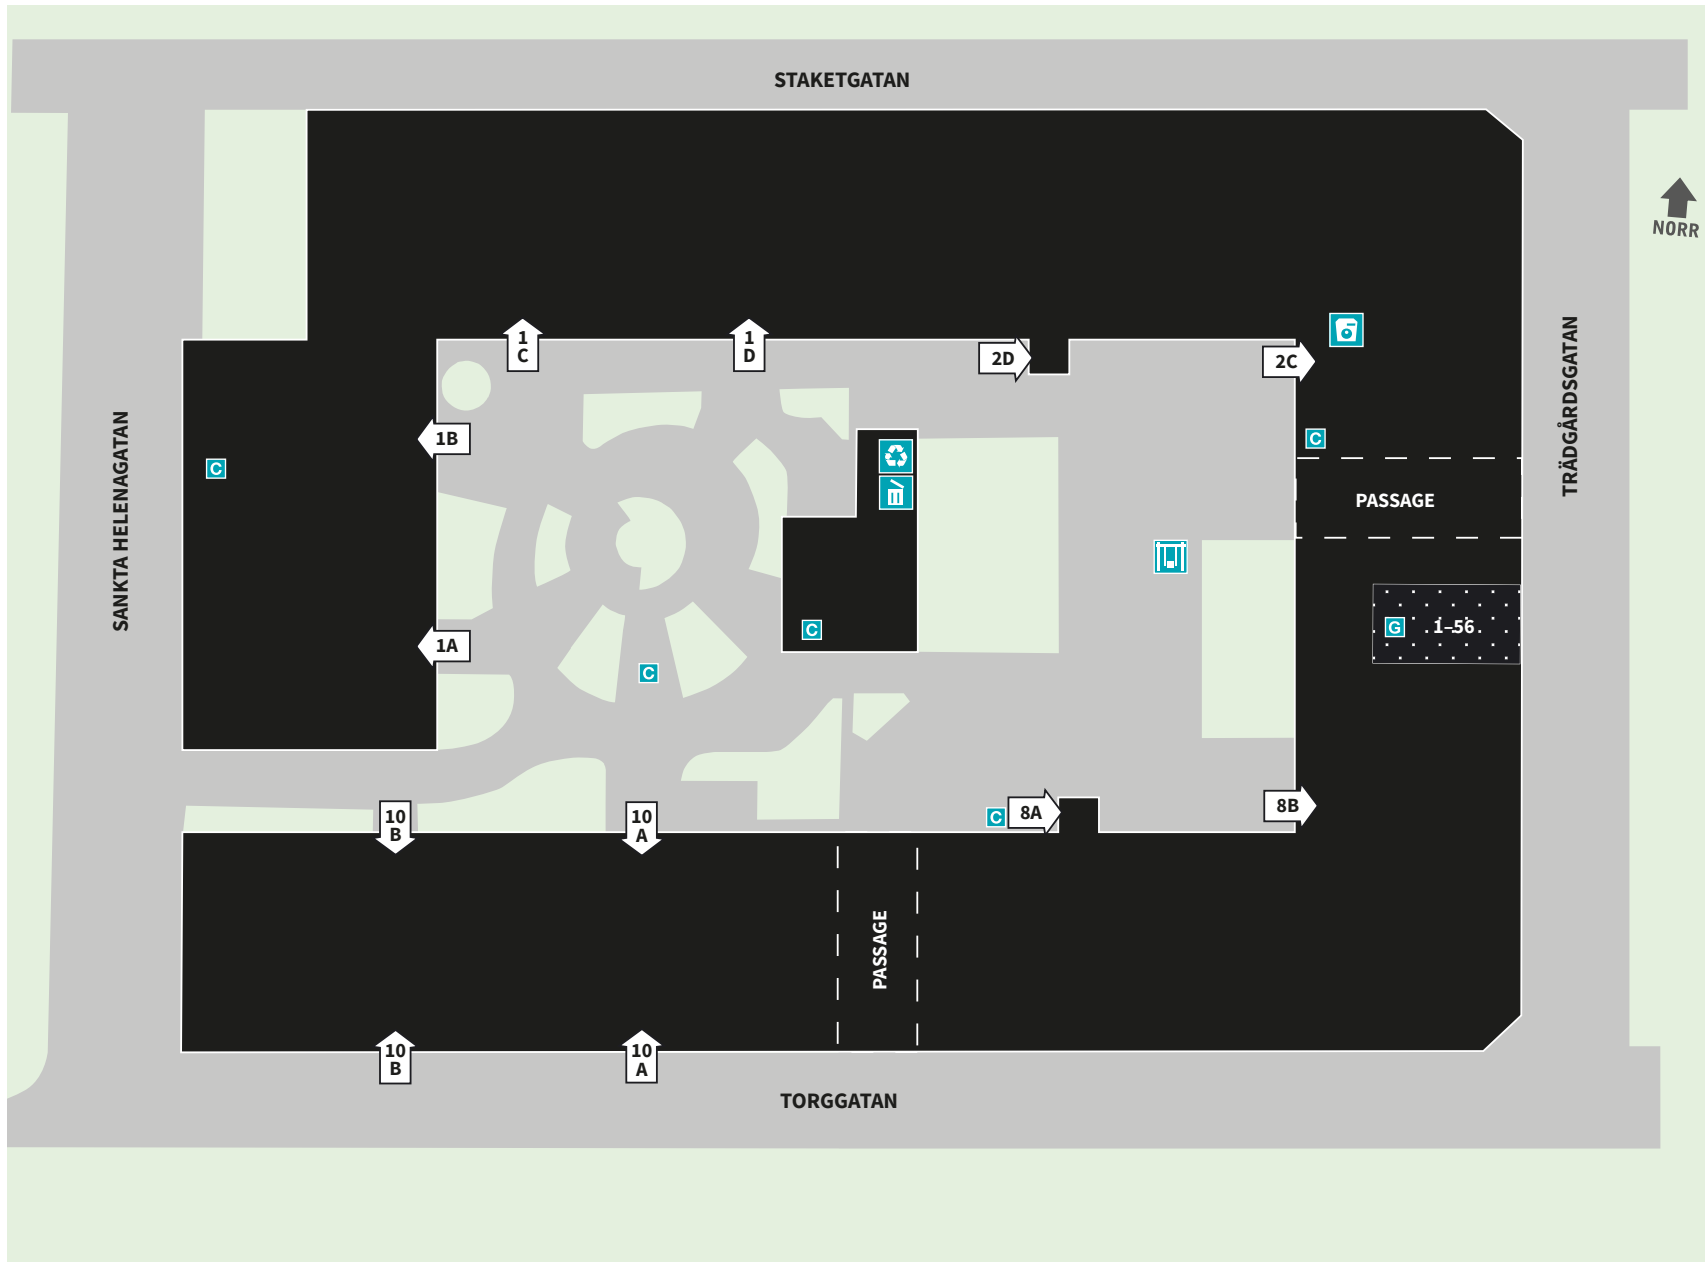 STAKETGATAN
NORR
1
C
1
D
2D
2C
1B
C
C
SANKTA HELENAGATAN
TRÄDGÅRDSGATAN
PASSAGE
G
1–56
C
1A
C
10
B
10
A
C
8A
8B
PASSAGE
10
B
10
A
TORGGATAN